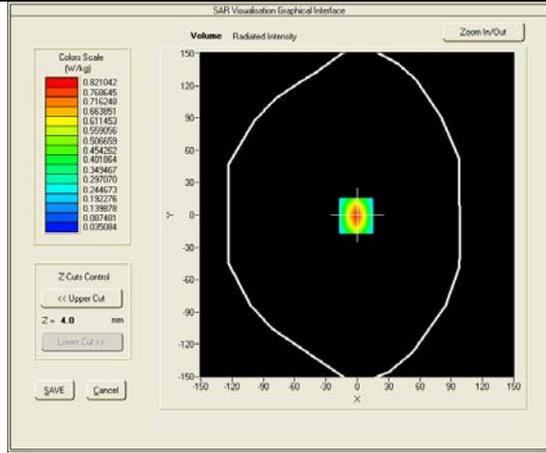 SAR Visualisation Graphical Interface
Volume Radiated Intensity
Zoom In/Out
Colors Scale
(W/kg)
0.821042
0.768645
0.716248
0.663851
0.611453
0.559056
0.506659
0.454262
0.401864
0.349467
0.297070
0.244673
0.192276
0.139878
0.087481
0.035084
Z Cuts Control
<< Upper Cut
Z = 4.0 mm
Lower Cut >>
SAVE Cancel
150
120
90
60
30
0
-30
-60
-90
-120
-150
Y
-150 -120 -90 -60 -30 0 30 60 90 120 150
X